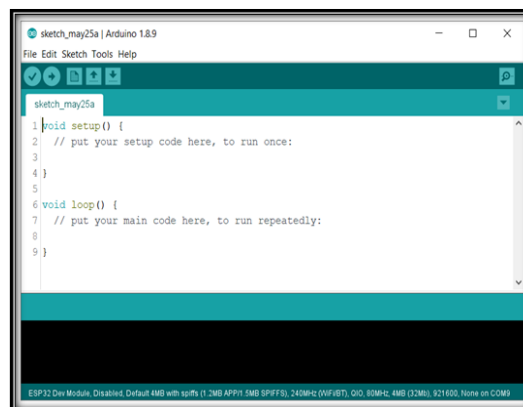 sketch_may25a | Arduino 1.8.9
File Edit Sketch Tools Help
sketch_may25a
1 void setup() {
2 // put your setup code here, to run once:
3
4 }
5
6 void loop() {
7 // put your main code here, to run repeatedly:
8
9 }
ESP32 Dev Module, Disabled, Default 4MB with spiffs (1.2MB APP/1.5MB SPIFFS), 240MHz (WiFi/BT), QIO, 80MHz, 4MB (32Mb), 921600, None on COM9